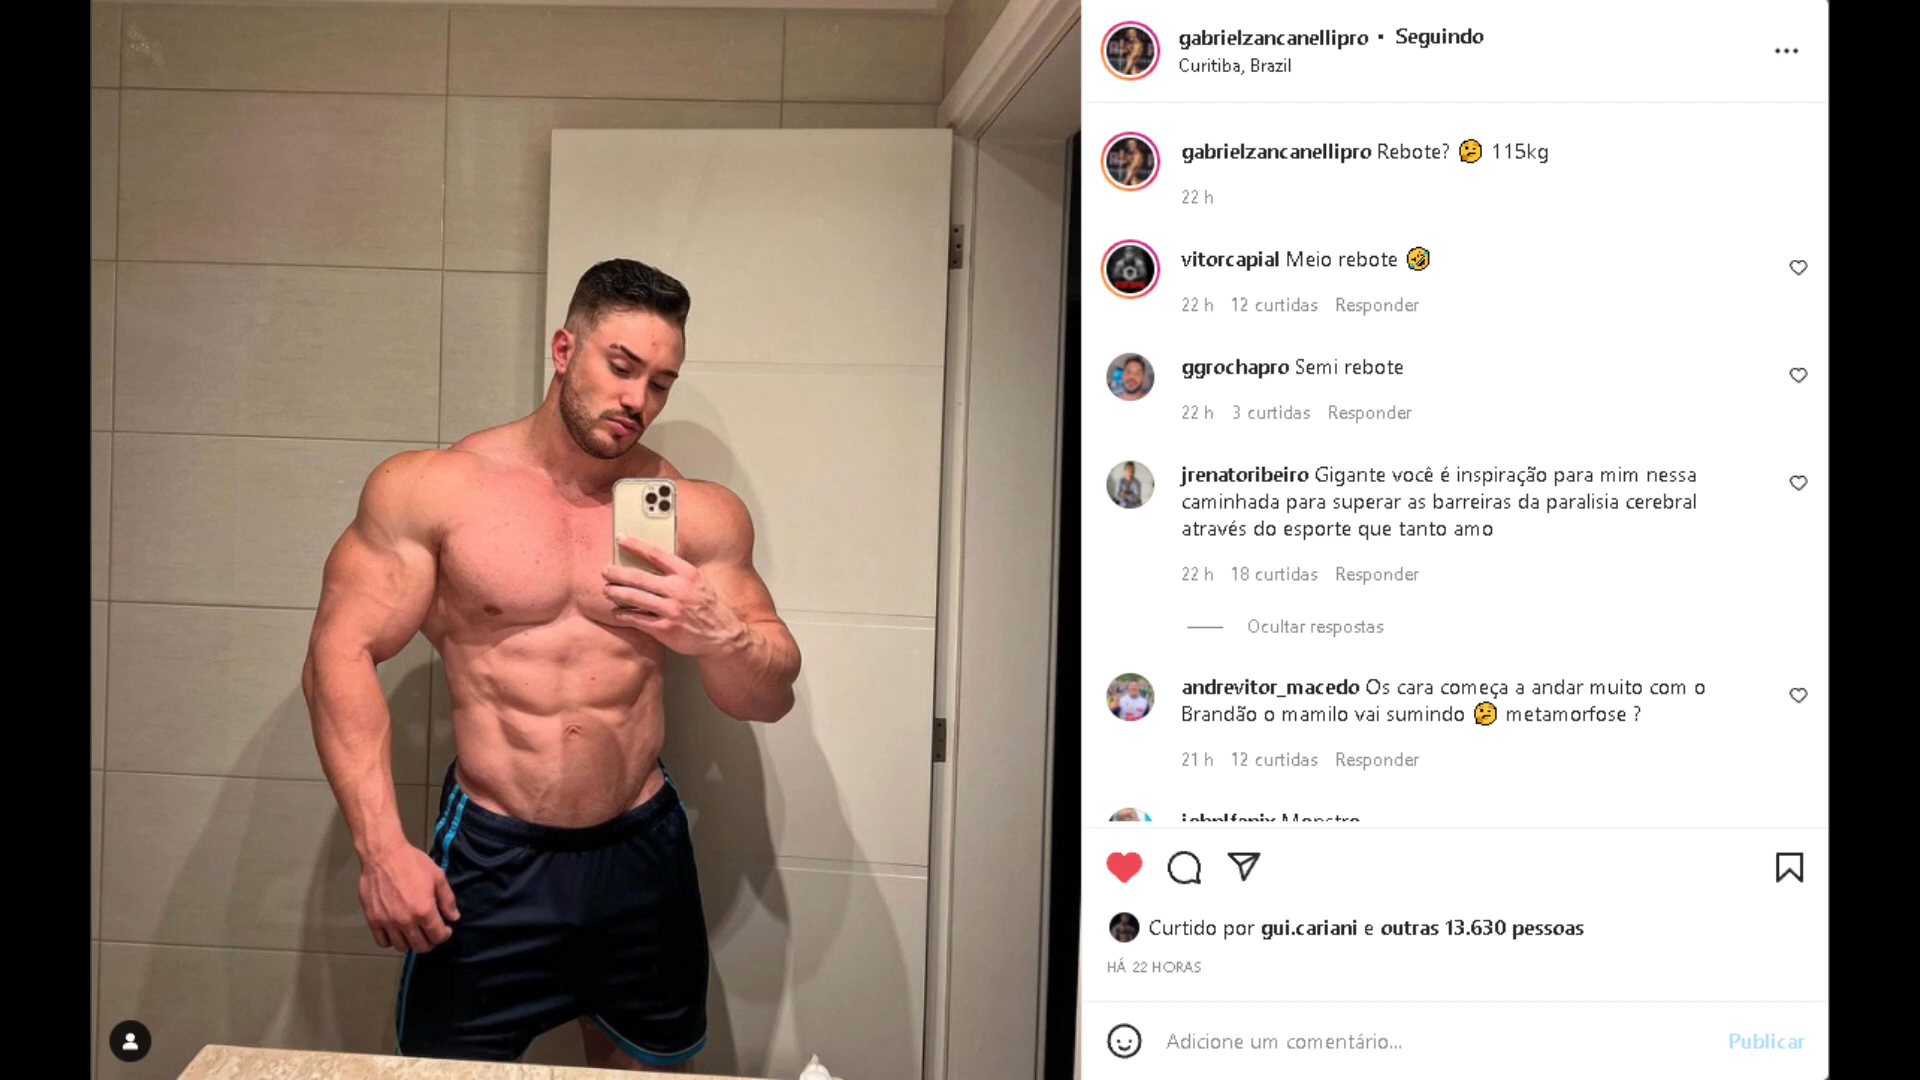 gabrielzancanellipro • Seguindo
Curitiba, Brazil
gabrielzancanellipro Rebote? 🤔 115kg
22 h
vitorcapial Meio rebote 🤣
22 h 12 curtidas Responder
ggrochapro Semi rebote
22 h 3 curtidas Responder
jrenatoribeiro Gigante você é inspiração para mim nessa
caminhada para superar as barreiras da paralisia cerebral
através do esporte que tanto amo
22 h 18 curtidas Responder
Ocultar respostas
andrevitor_macedo Os cara começa a andar muito com o
Brandão o mamilo vai sumindo 🤔 metamorfose ?
21 h 12 curtidas Responder
Monstro
Curtido por gui.cariani e outras 13.630 pessoas
HÁ 22 HORAS
Adicione um comentário...
Publicar